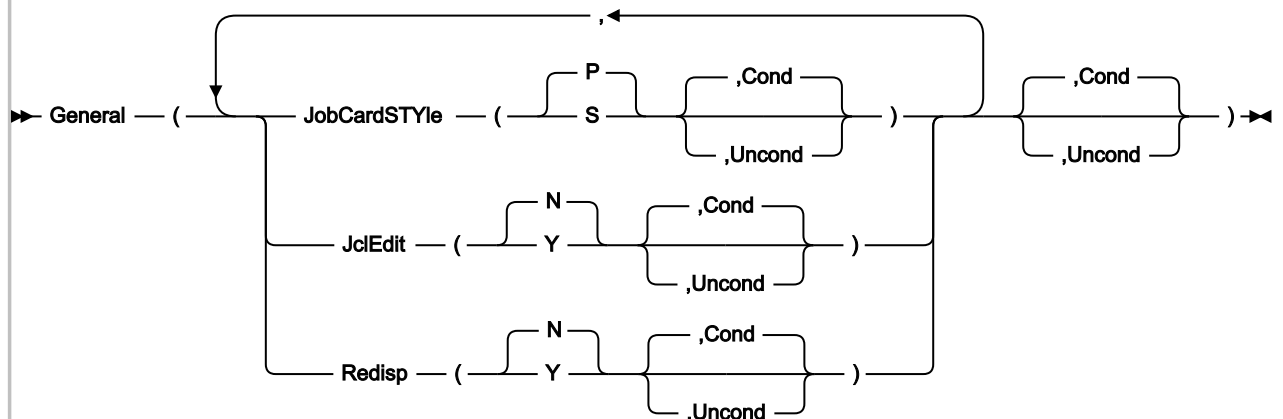 ,
P ,Cond ,Cond
General ( JobCardSTYle ( S ) )
,Uncond ,Uncond
N ,Cond
JclEdit ( Y )
,Uncond
N ,Cond
Redisp ( Y )
,Uncond